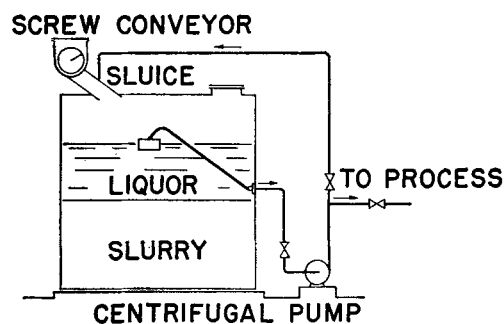 SCREW CONVEYOR
SLUICE
LIQUOR
TO PROCESS
SLURRY
CENTRIFUGAL PUMP